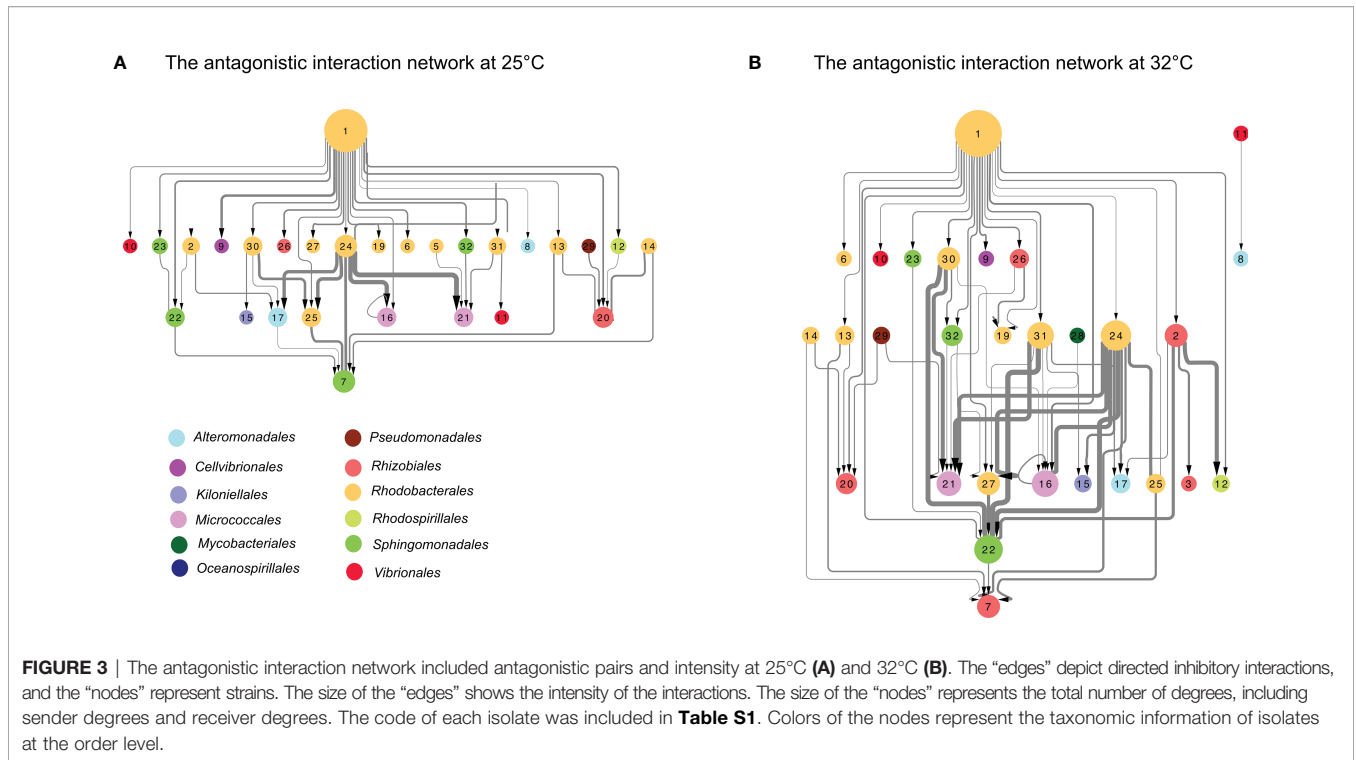 A The antagonistic interaction network at 25°C
B The antagonistic interaction network at 32°C
1
10 23 2 9 30 26 27 24 19 6 5 32 31 8 13 29 12 14
22 15 17 25 16 21 11 20
7
Alteromonadales
Cellvibrionales
Kiloniellales
Micrococcales
Mycobacteriales
Oceanospirillales
Pseudomonadales
Rhizobiales
Rhodobacterales
Rhodospirillales
Sphingomonadales
Vibrionales
1 11
6 10 23 30 9 26 8
14 13 29 32 19 31 28 24 2
20 21 27 16 15 17 25 3 12
22
7
FIGURE 3 | The antagonistic interaction network included antagonistic pairs and intensity at 25°C (A) and 32°C (B). The “edges” depict directed inhibitory interactions,
and the “nodes” represent strains. The size of the “edges” shows the intensity of the interactions. The size of the “nodes” represents the total number of degrees, including
sender degrees and receiver degrees. The code of each isolate was included in Table S1. Colors of the nodes represent the taxonomic information of isolates
at the order level.